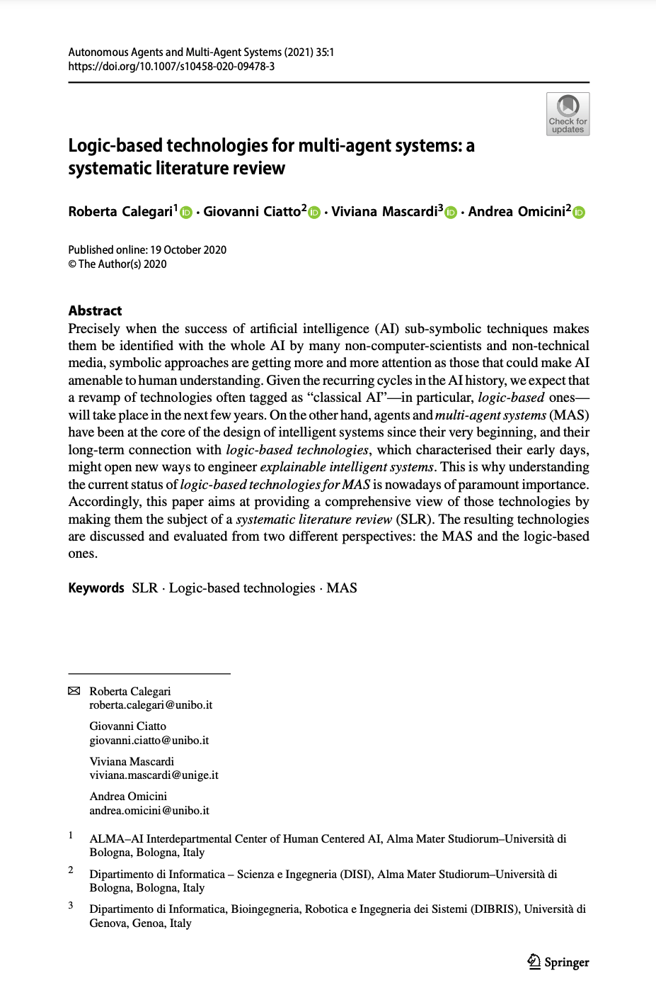 Autonomous Agents and Multi-Agent Systems (2021) 35:1
https://doi.org/10.1007/s10458-020-09478-3
Check for
updates
Logic-based technologies for multi-agent systems: a
systematic literature review
Roberta Calegari1 iD · Giovanni Ciatto2 iD · Viviana Mascardi3 iD · Andrea Omicini2 iD
Published online: 19 October 2020
© The Author(s) 2020
Abstract
Precisely when the success of artificial intelligence (AI) sub-symbolic techniques makes
them be identified with the whole AI by many non-computer-scientists and non-technical
media, symbolic approaches are getting more and more attention as those that could make AI
amenable to human understanding. Given the recurring cycles in the AI history, we expect that
a revamp of technologies often tagged as “classical AI”—in particular, logic-based ones—
will take place in the next few years. On the other hand, agents and multi-agent systems (MAS)
have been at the core of the design of intelligent systems since their very beginning, and their
long-term connection with logic-based technologies, which characterised their early days,
might open new ways to engineer explainable intelligent systems. This is why understanding
the current status of logic-based technologies for MAS is nowadays of paramount importance.
Accordingly, this paper aims at providing a comprehensive view of those technologies by
making them the subject of a systematic literature review (SLR). The resulting technologies
are discussed and evaluated from two different perspectives: the MAS and the logic-based
ones.
Keywords SLR · Logic-based technologies · MAS
Roberta Calegari
roberta.calegari@unibo.it
Giovanni Ciatto
giovanni.ciatto@unibo.it
Viviana Mascardi
viviana.mascardi@unige.it
Andrea Omicini
andrea.omicini@unibo.it
1 ALMA–AI Interdepartmental Center of Human Centered AI, Alma Mater Studiorum–Università di
Bologna, Bologna, Italy
2 Dipartimento di Informatica – Scienza e Ingegneria (DISI), Alma Mater Studiorum–Università di
Bologna, Bologna, Italy
3 Dipartimento di Informatica, Bioingegneria, Robotica e Ingegneria dei Sistemi (DIBRIS), Università di
Genova, Genoa, Italy
Springer